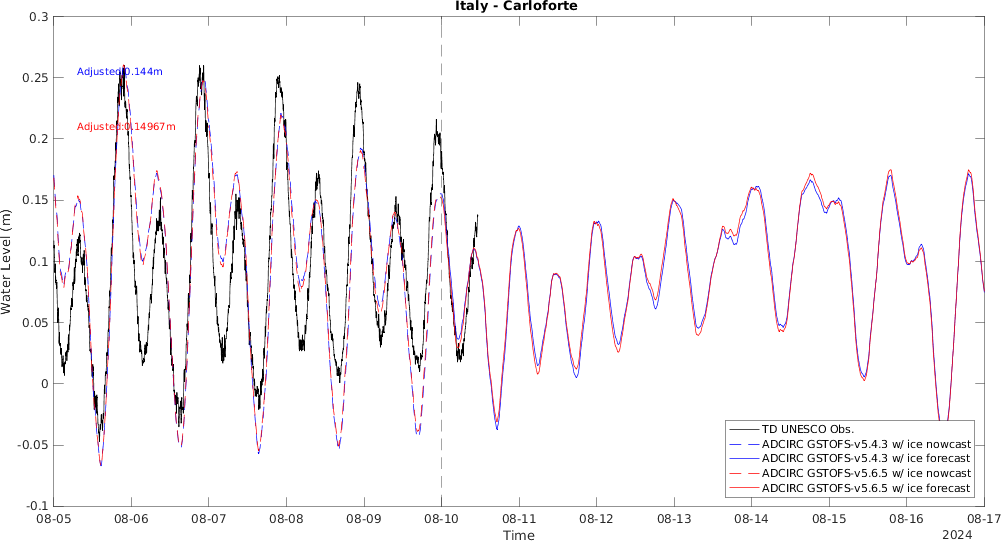 Italy - Carloforte
0.3
0.25
0.2
0.15
0.1
0.05
0
-0.05
-0.1
Water Level (m)
Adjusted:0.144m
Adjusted:0.14967m
TD UNESCO Obs.
ADCIRC GSTOFS-v5.4.3 w/ ice nowcast
ADCIRC GSTOFS-v5.4.3 w/ ice forecast
ADCIRC GSTOFS-v5.6.5 w/ ice nowcast
ADCIRC GSTOFS-v5.6.5 w/ ice forecast
08-05 08-06 08-07 08-08 08-09 08-10 08-11 08-12 08-13 08-14 08-15 08-16 08-17
Time
2024